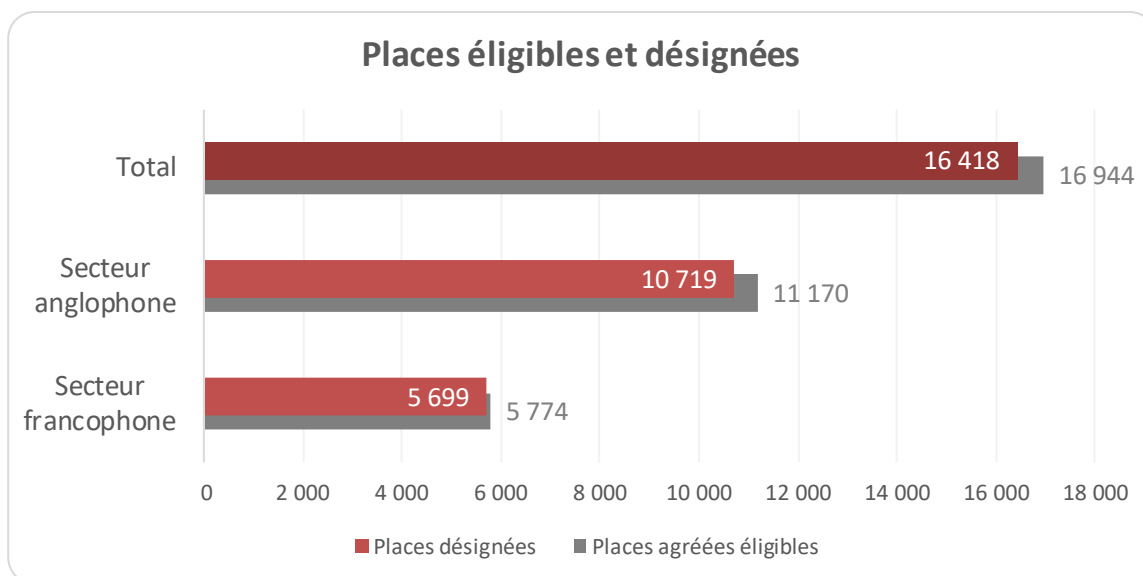 Places éligibles et désignées
Total
16 418
16 944
Secteur
anglophone
10 719
11 170
Secteur
francophone
5 699
5 774
0 2 000 4 000 6 000 8 000 10 000 12 000 14 000 16 000 18 000
Places désignées Places agréées éligibles